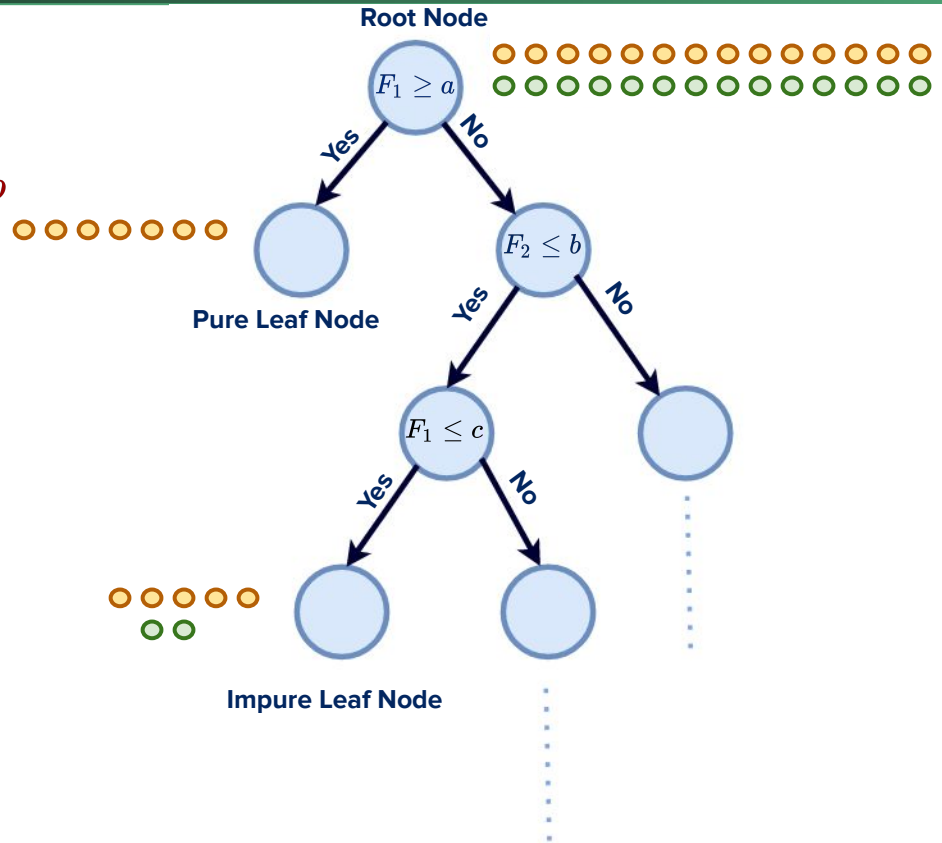 Root Node
F₁ ≥ a
Yes
No
Pure Leaf Node
F₂ ≤ b
Yes
No
F₁ ≤ c
Yes
No
Impure Leaf Node